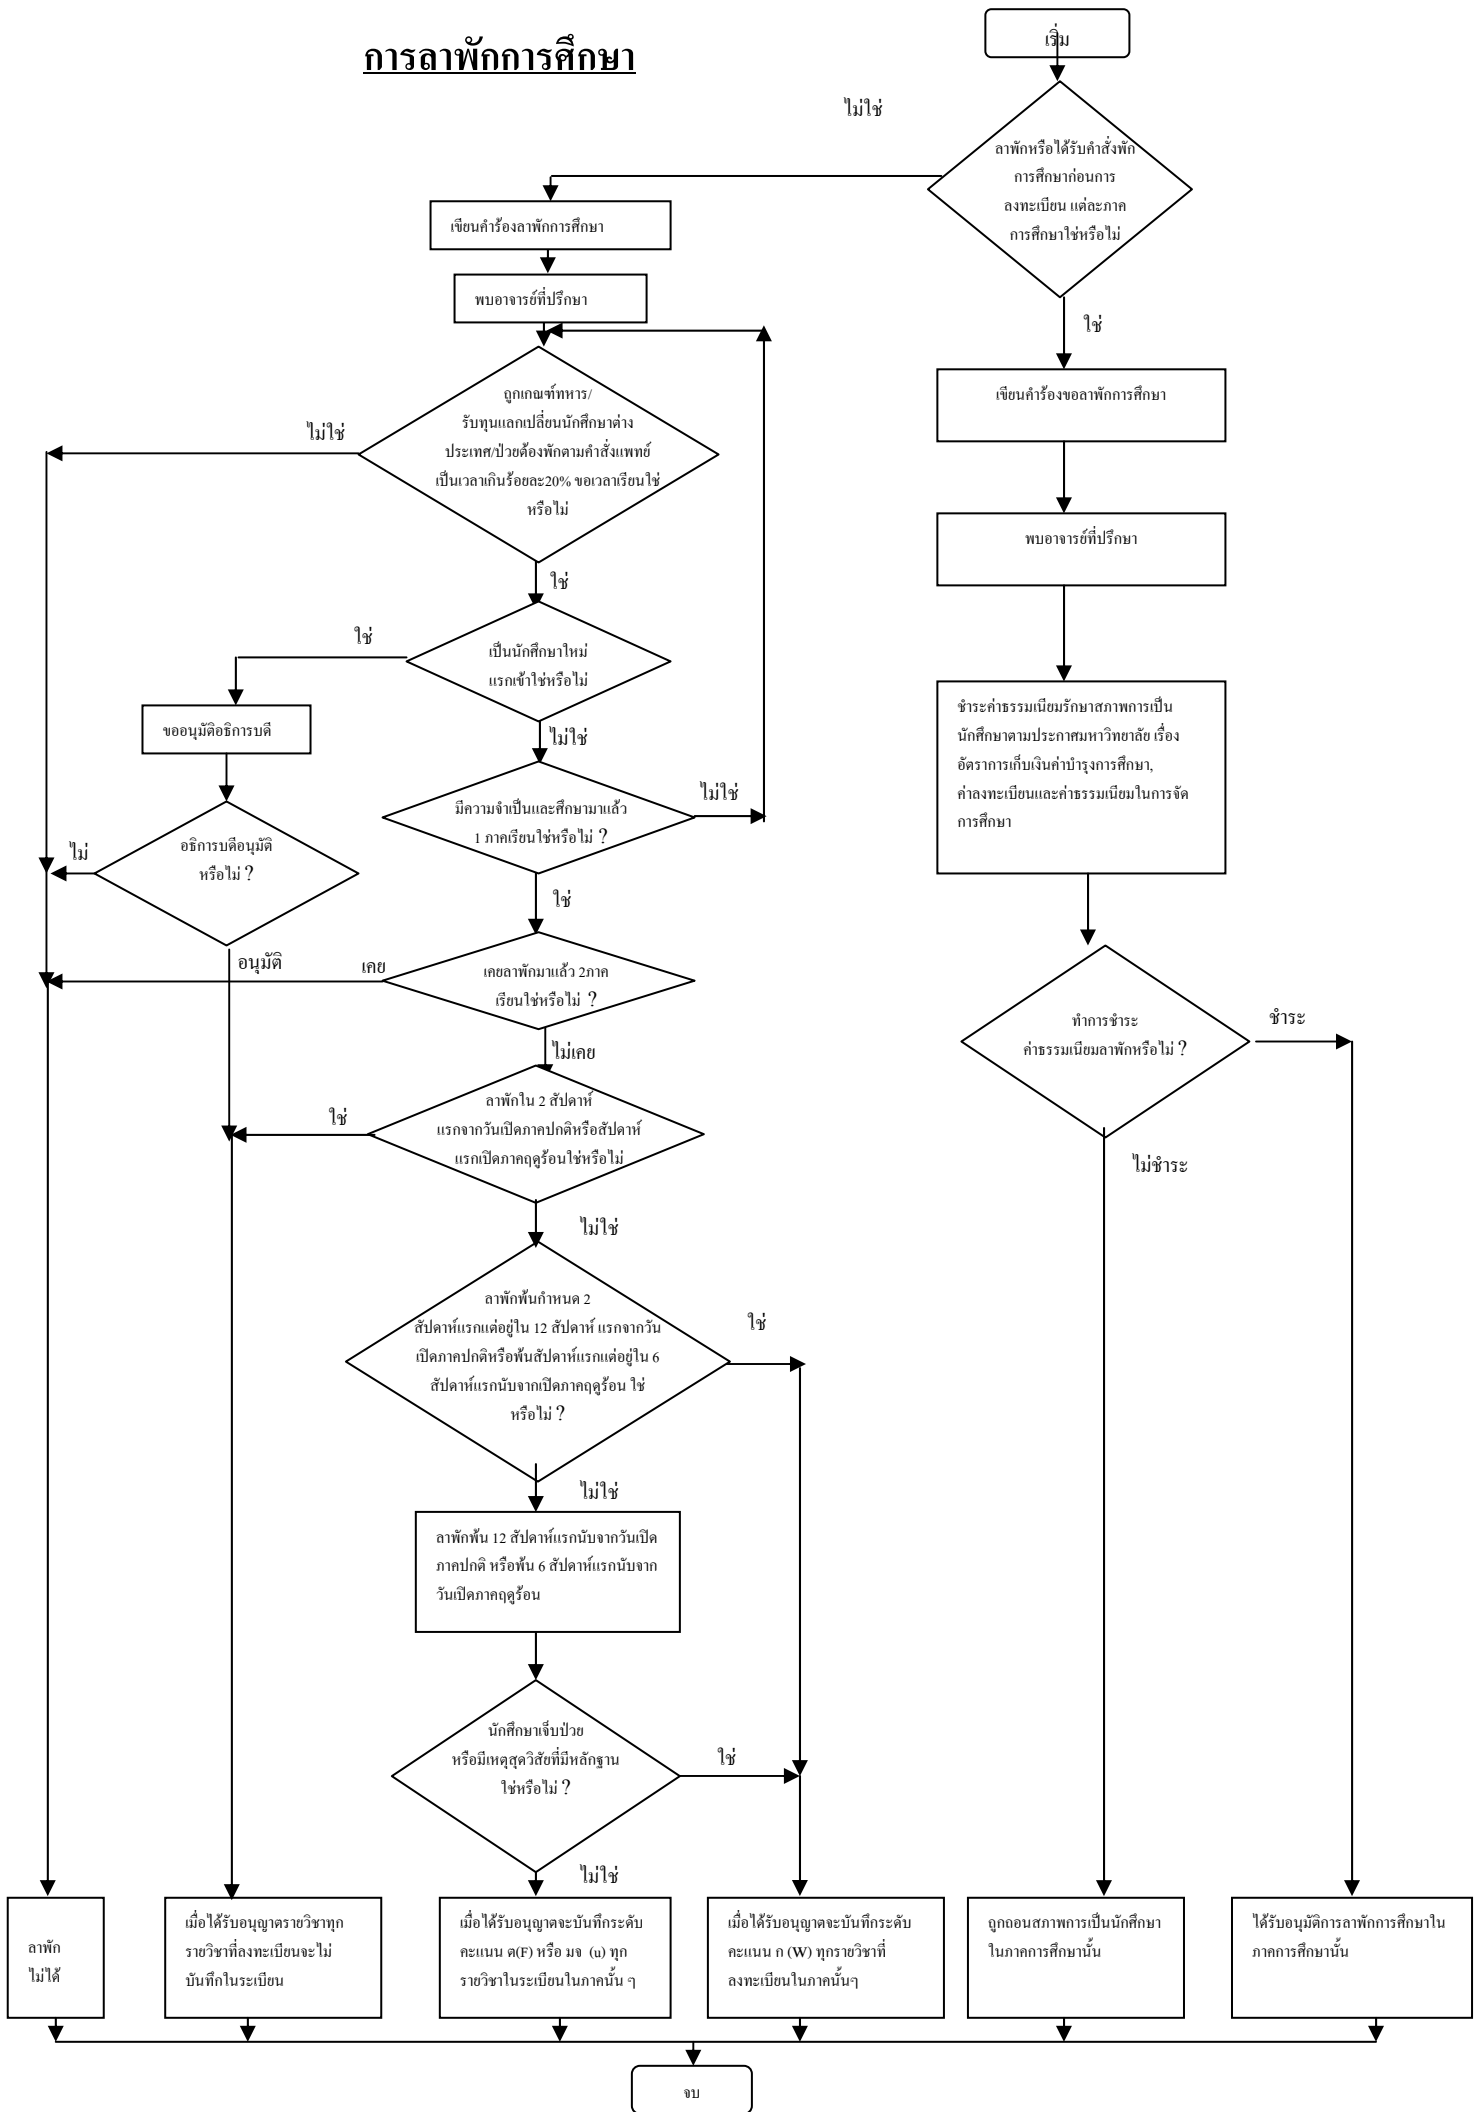 การลาพักการศึกษา
เริ่ม
ไม่ใช่
ลาพักหรือได้รับคำสั่งพัก
การศึกษาก่อนการ
ลงทะเบียน แต่ละภาค
การศึกษาใช่หรือไม่
เขียนคำร้องลาพักการศึกษา
พบอาจารย์ที่ปรึกษา
ใช่
เขียนคำร้องขอลาพักการศึกษา
พบอาจารย์ที่ปรึกษา
ชำระค่าธรรมเนียมรักษาสภาพการเป็น
นักศึกษาตามประกาศมหาวิทยาลัย เรื่อง
อัตราการเก็บเงินค่าบำรุงการศึกษา,
ค่าลงทะเบียนและค่าธรรมเนียมในการจัด
การศึกษา
ทำการชำระ
ค่าธรรมเนียมลาพักหรือไม่ ?
ชำระ
ไม่ชำระ
ถูกเกณฑ์ทหาร/
รับทุนแลกเปลี่ยนนักศึกษาต่าง
ประเทศ/ป่วยต้องพักตามคำสั่งแพทย์
เป็นเวลาเกินร้อยละ20% ขอเวลาเรียนใช่
หรือไม่
ไม่ใช่
ใช่
เป็นนักศึกษาใหม่
แรกเข้าใช่หรือไม่
ใช่
ขออนุมัติอธิการบดี
ไม่ใช่
มีความจำเป็นและศึกษามาแล้ว
1 ภาคเรียนใช่หรือไม่ ?
ไม่ใช่
อธิการบดีอนุมัติ
หรือไม่ ?
ไม่
อนุมัติ
ใช่
เคยลาพักมาแล้ว 2ภาค
เรียนใช่หรือไม่ ?
เคย
ไม่เคย
ลาพักใน 2 สัปดาห์
แรกจากวันเปิดภาคปกติหรือสัปดาห์
แรกเปิดภาคฤดูร้อนใช่หรือไม่
ใช่
ไม่ใช่
ลาพักพ้นกำหนด 2
สัปดาห์แรกแต่อยู่ใน 12 สัปดาห์ แรกจากวัน
เปิดภาคปกติหรือพ้นสัปดาห์แรกแต่อยู่ใน 6
สัปดาห์แรกนับจากเปิดภาคฤดูร้อน ใช่
หรือไม่ ?
ใช่
ไม่ใช่
ลาพักพ้น 12 สัปดาห์แรกนับจากวันเปิด
ภาคปกติ หรือพ้น 6 สัปดาห์แรกนับจาก
วันเปิดภาคฤดูร้อน
นักศึกษาเจ็บป่วย
หรือมีเหตุสุดวิสัยที่มีหลักฐาน
ใช่หรือไม่ ?
ใช่
ไม่ใช่
ลาพัก
ไม่ได้
เมื่อได้รับอนุญาตรายวิชาทุก
รายวิชาที่ลงทะเบียนจะไม่
บันทึกในระเบียน
เมื่อได้รับอนุญาตจะบันทึกระดับ
คะแนน ต(F) หรือ มจ (u) ทุก
รายวิชาในระเบียนในภาคนั้น ๆ
เมื่อได้รับอนุญาตจะบันทึกระดับ
คะแนน ก (W) ทุกรายวิชาที่
ลงทะเบียนในภาคนั้นๆ
ถูกถอนสภาพการเป็นนักศึกษา
ในภาคการศึกษานั้น
ได้รับอนุมัติการลาพักการศึกษาใน
ภาคการศึกษานั้น
จบ